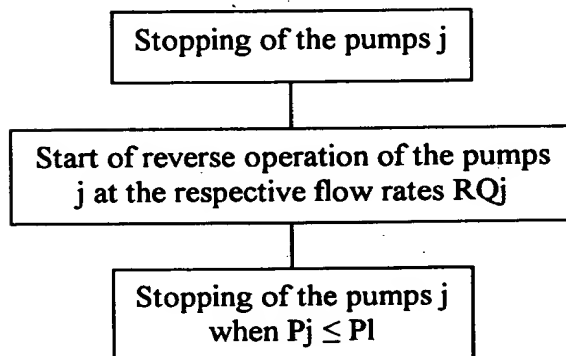 Stopping of the pumps j
Start of reverse operation of the pumps
j at the respective flow rates RQj
Stopping of the pumps j
when Pj ≤ Pl